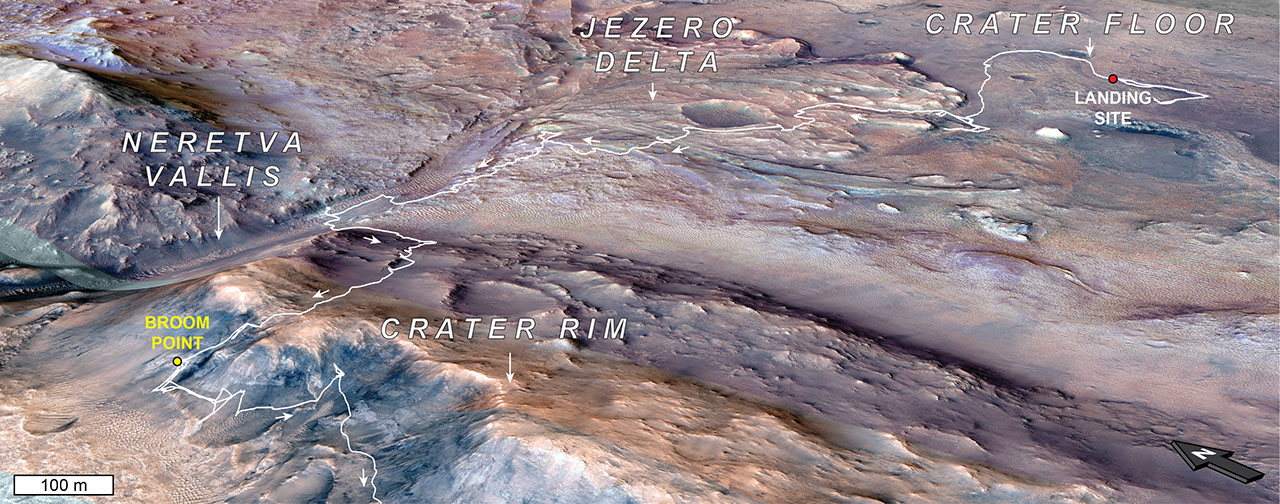 JEZERO
DELTA
CRATER FLOOR
LANDING
SITE
NERETVA
VALLIS
BROOM
POINT
CRATER RIM
N
100 m